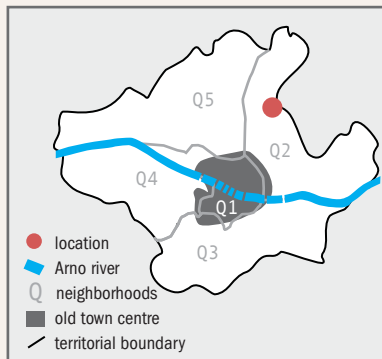 Q5
Q2
Q4
Q1
Q3
location
Arno river
Q neighborhoods
old town centre
territorial boundary